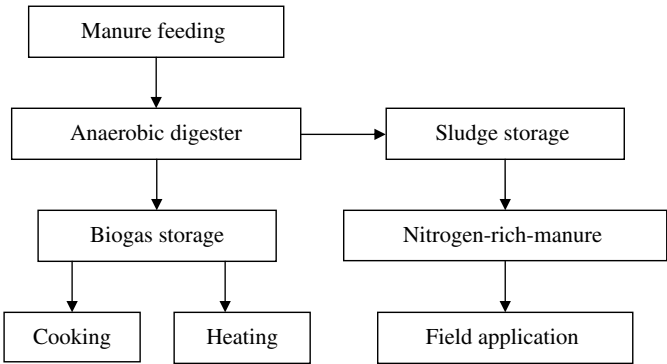 Manure feeding
Anaerobic digester
Sludge storage
Biogas storage
Nitrogen-rich-manure
Cooking
Heating
Field application